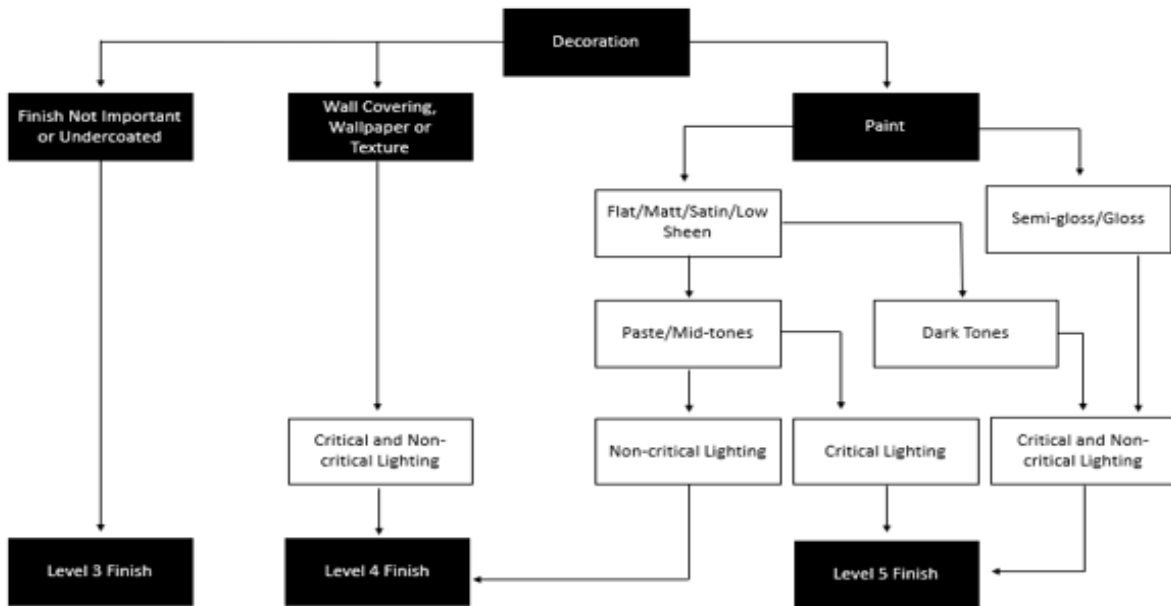 Decoration
Finish Not Important
or Undercoated
Wall Covering,
Wallpaper or
Texture
Paint
Flat/Matt/Satin/Low
Sheen
Semi-gloss/Gloss
Paste/Mid-tones
Dark Tones
Critical and Non-
critical Lighting
Non-critical Lighting
Critical Lighting
Critical and Non-
critical Lighting
Level 3 Finish
Level 4 Finish
Level 5 Finish